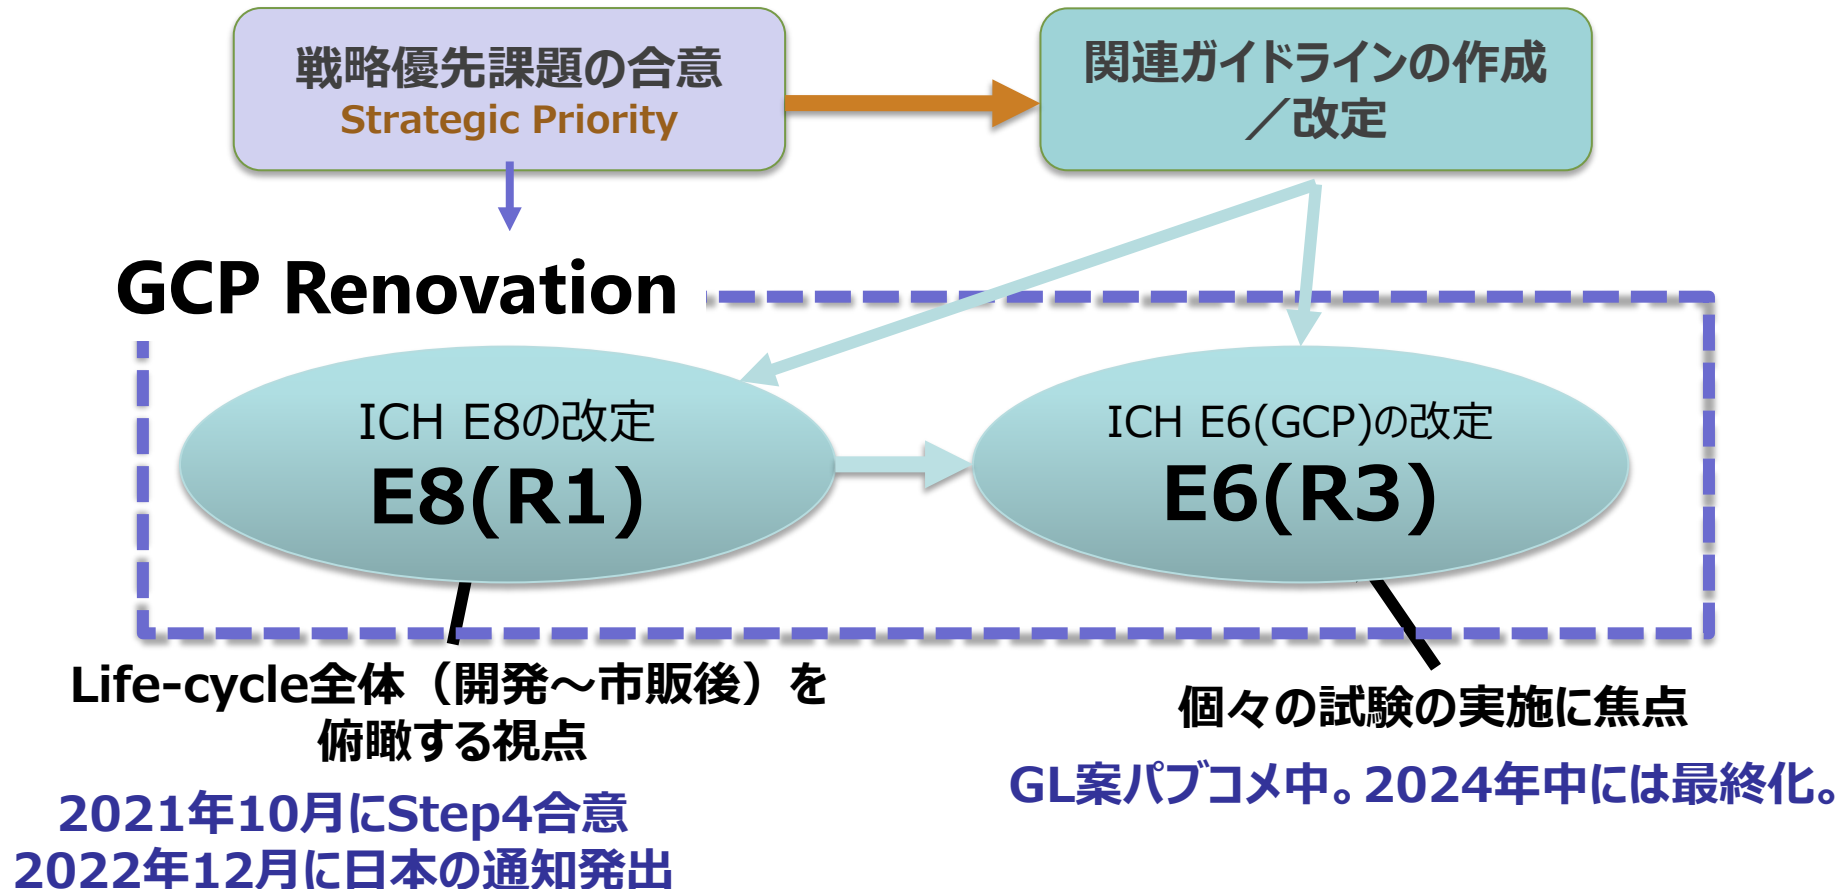 戦略優先課題の合意
Strategic Priority
関連ガイドラインの作成
／改定
GCP Renovation
ICH E8の改定
E8(R1)
ICH E6(GCP)の改定
E6(R3)
Life-cycle全体（開発～市販後）を
俯瞰する視点
2021年10月にStep4合意
2022年12月に日本の通知発出
個々の試験の実施に焦点
GL案パブコメ中。2024年中には最終化。